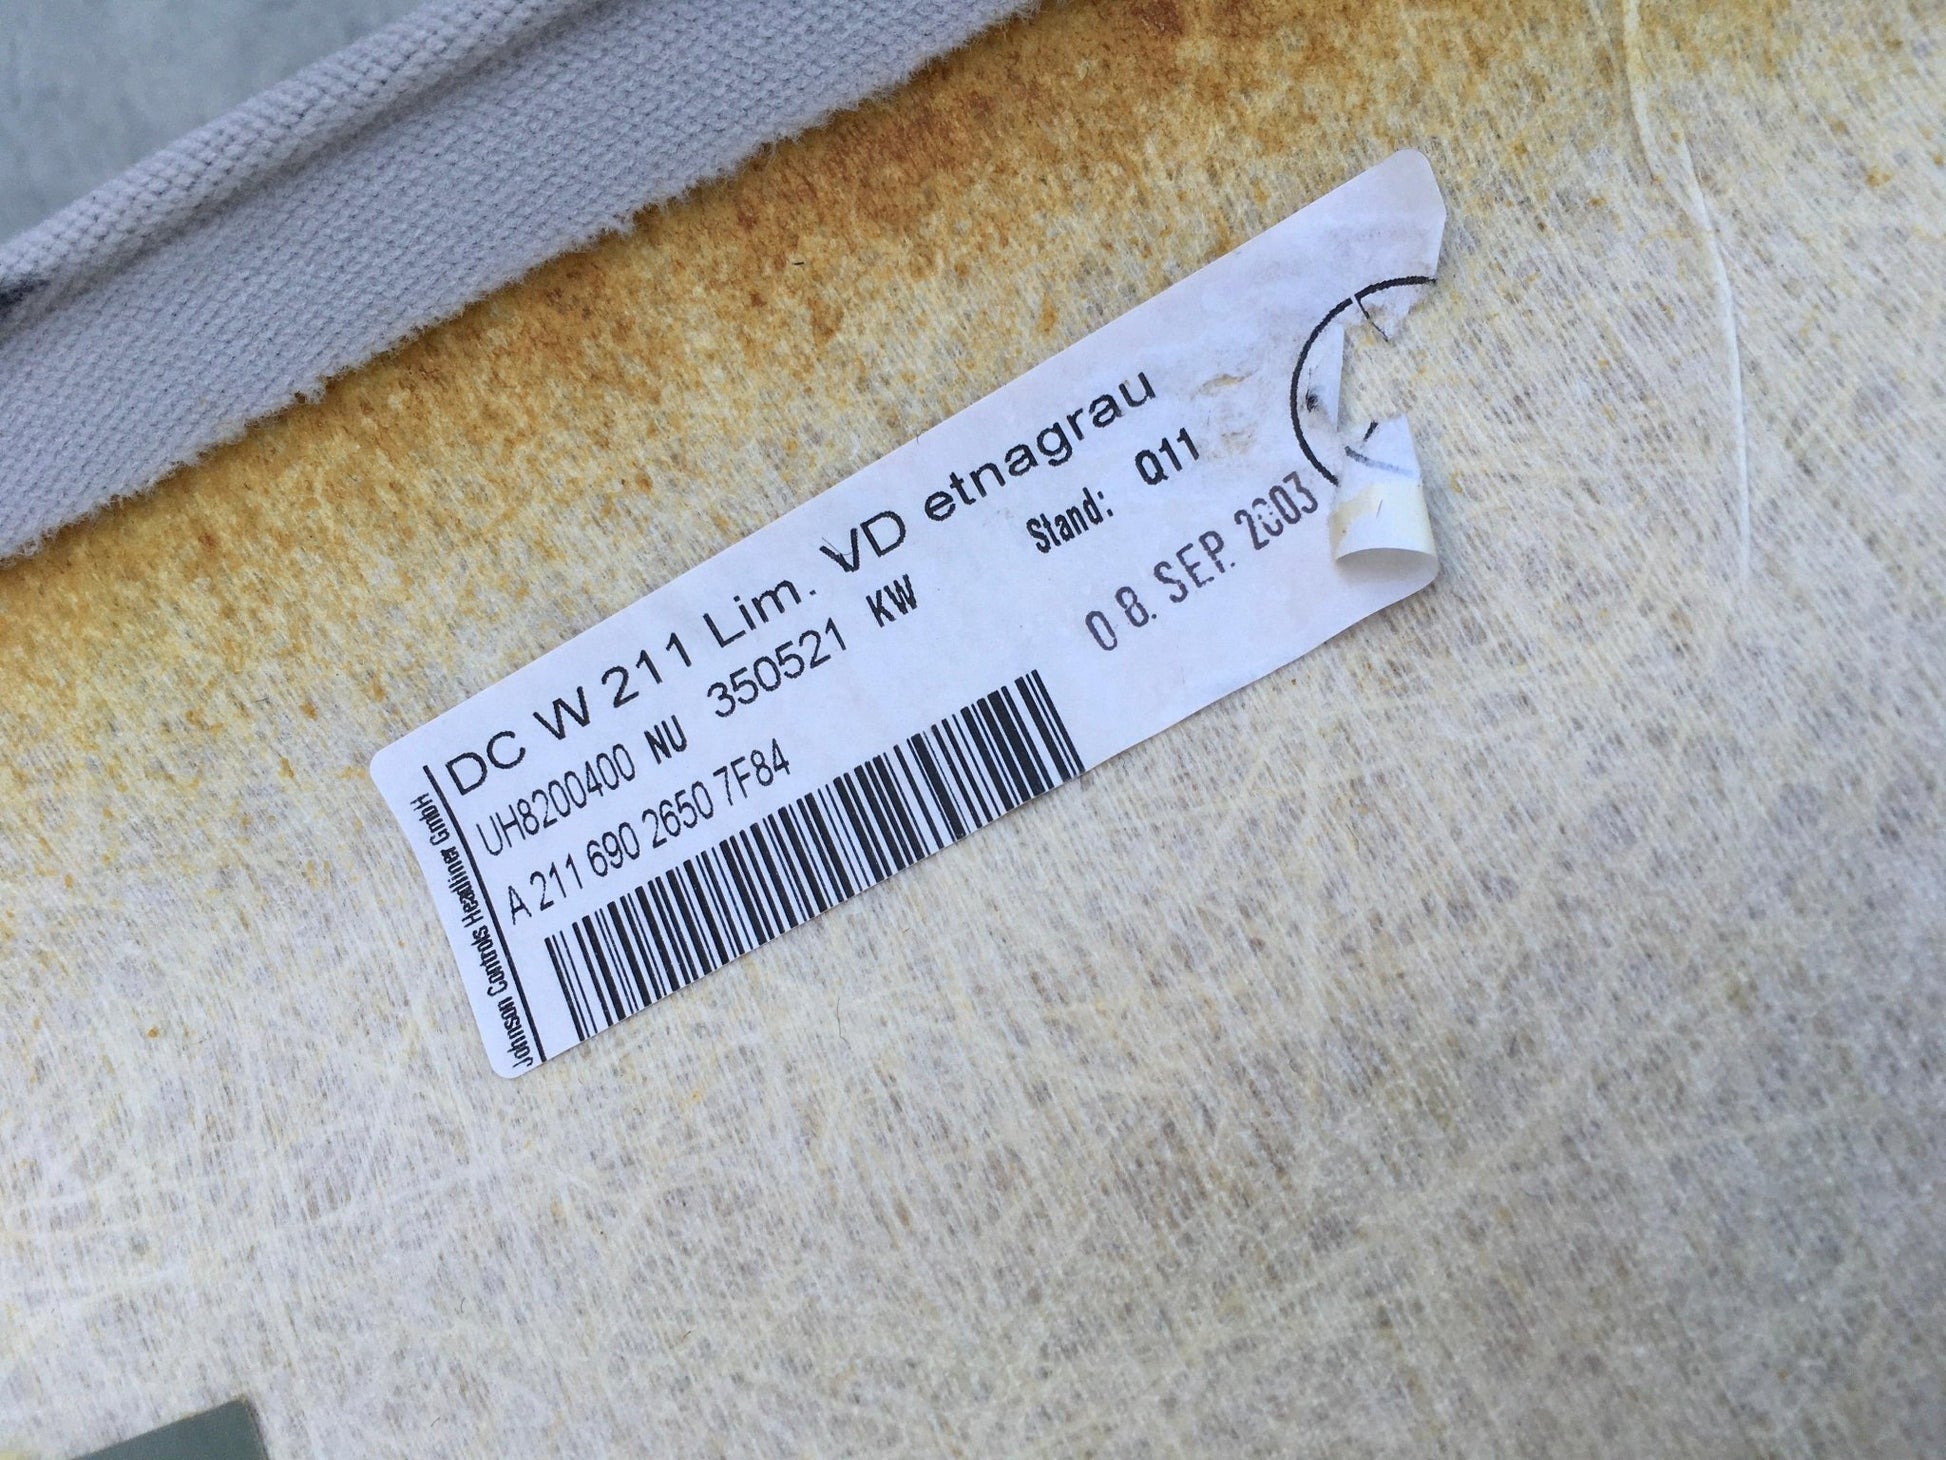 DC W 211 Lim. VD etnagrau
UH8200400 NU 350521 KW
Stand: Q11
A 211 690 2650 7F84
08. SEP. 2003
Johnson Controls Headliner GmbH